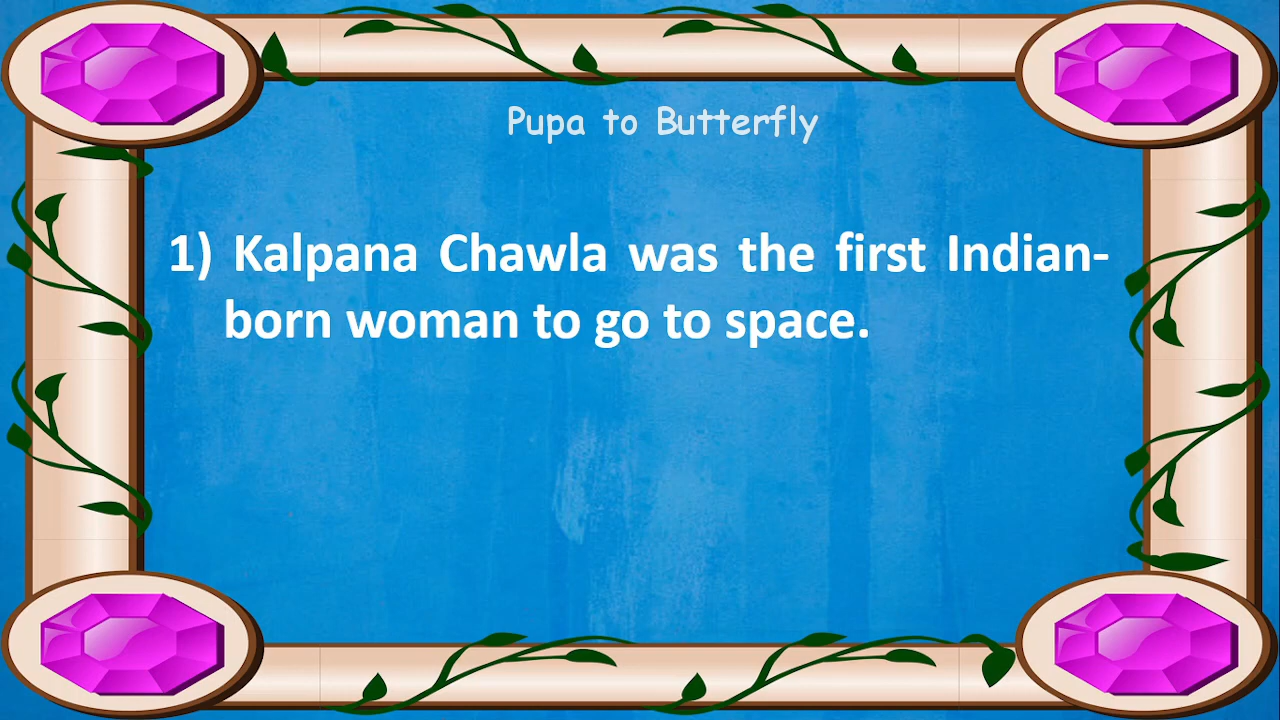 Pupa to Butterfly
1) Kalpana Chawla was the first Indian-
born woman to go to space.